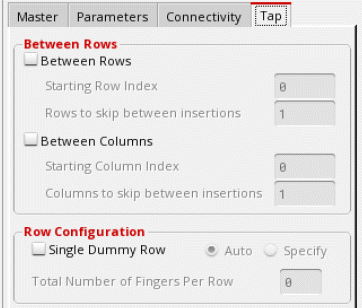 Master Parameters Connectivity Tap
Between Rows
Between Rows
Starting Row Index 0
Rows to skip between insertions 1
Between Columns
Starting Column Index 0
Columns to skip between insertions 1
Row Configuration
Single Dummy Row Auto Specify
Total Number of Fingers Per Row 0